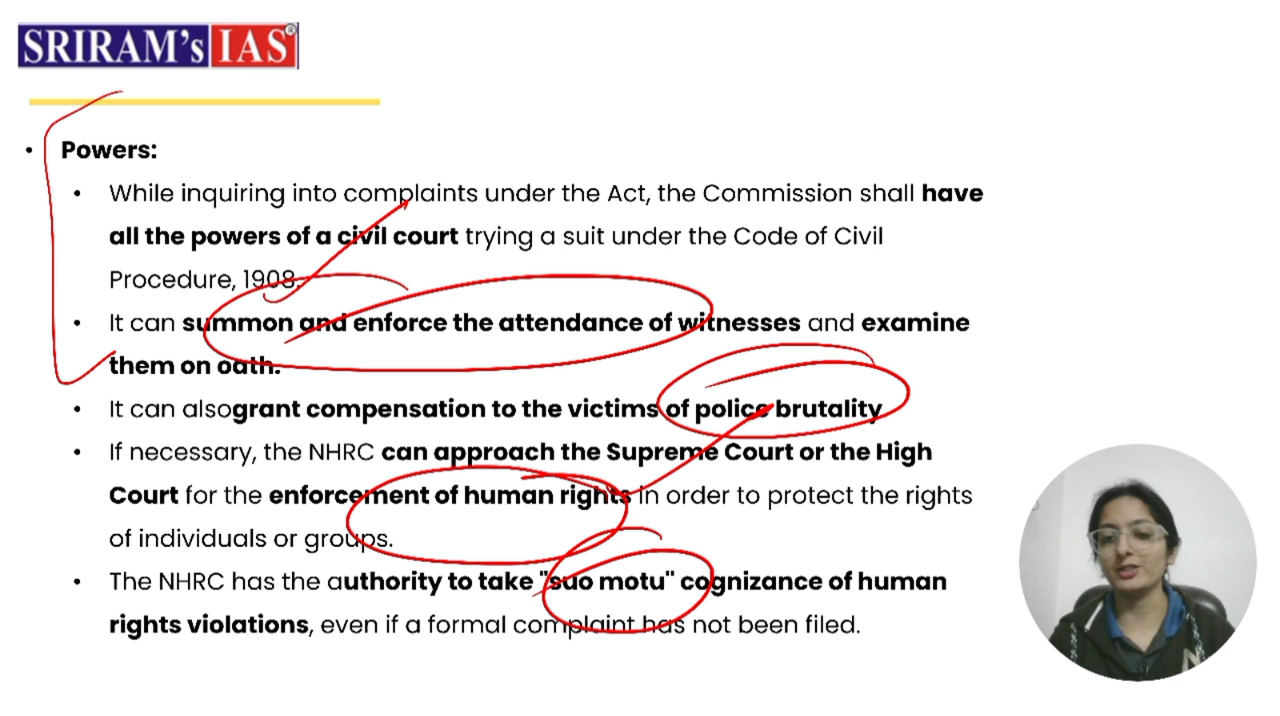 SRIRAM's IAS®
• Powers:
• While inquiring into complaints under the Act, the Commission shall have
all the powers of a civil court trying a suit under the Code of Civil
Procedure, 1908.
• It can summon and enforce the attendance of witnesses and examine
them on oath.
• It can alsogrant compensation to the victims of police brutality
• If necessary, the NHRC can approach the Supreme Court or the High
Court for the enforcement of human rights in order to protect the rights
of individuals or groups.
• The NHRC has the authority to take "suo motu" cognizance of human
rights violations, even if a formal complaint has not been filed.